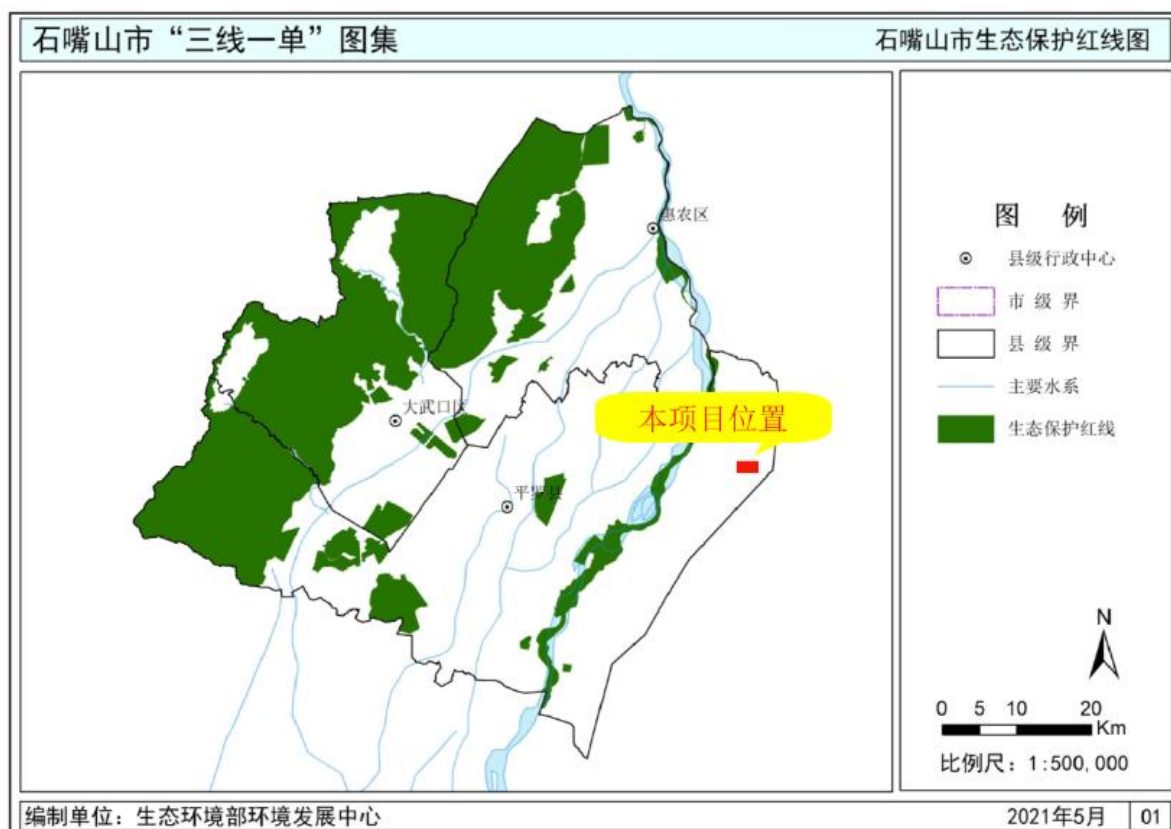 石嘴山市“三线一单”图集
石嘴山市生态保护红线图
惠农区
大武口区
本项目位置
平罗县
图 例
县级行政中心
市 级 界
县 级 界
主要水系
生态保护红线
N
0 5 10 20
Km
比例尺：1:500,000
编制单位：生态环境部环境发展中心
2021年5月
01